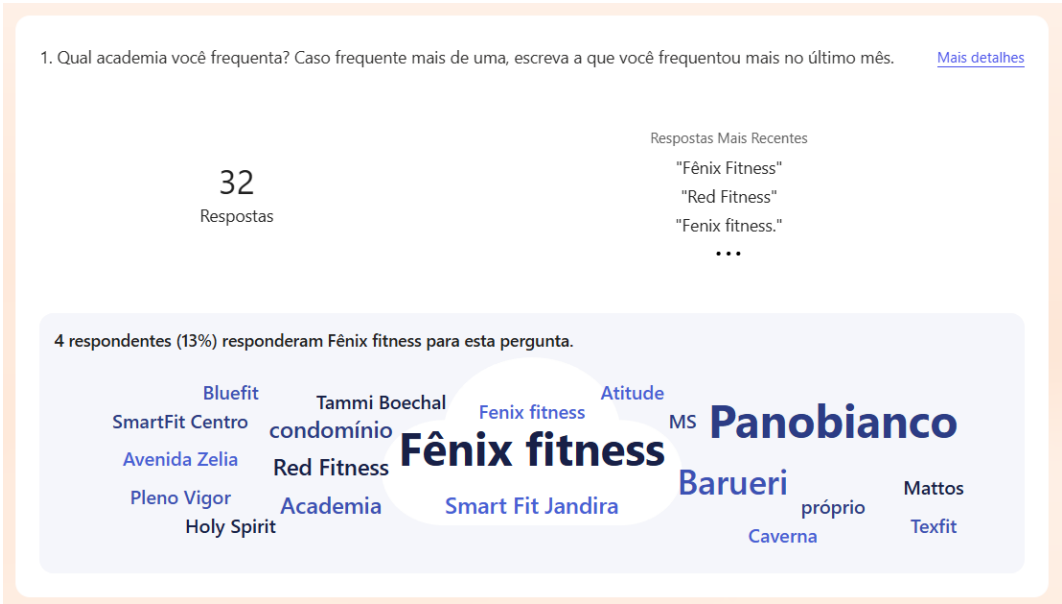 1. Qual academia você frequenta? Caso frequente mais de uma, escreva a que você frequentou mais no último mês.
Mais detalhes
32
Respostas
Respostas Mais Recentes
"Fênix Fitness"
"Red Fitness"
"Fenix fitness."
...
4 respondentes (13%) responderam Fênix fitness para esta pergunta.
Bluefit
Tammi Boechal
Atitude
SmartFit Centro
condomínio
Fenix fitness
MS
Panobianco
Avenida Zelia
Red Fitness
Fênix fitness
Barueri
Pleno Vigor
Academia
Smart Fit Jandira
próprio
Mattos
Holy Spirit
Caverna
Texfit